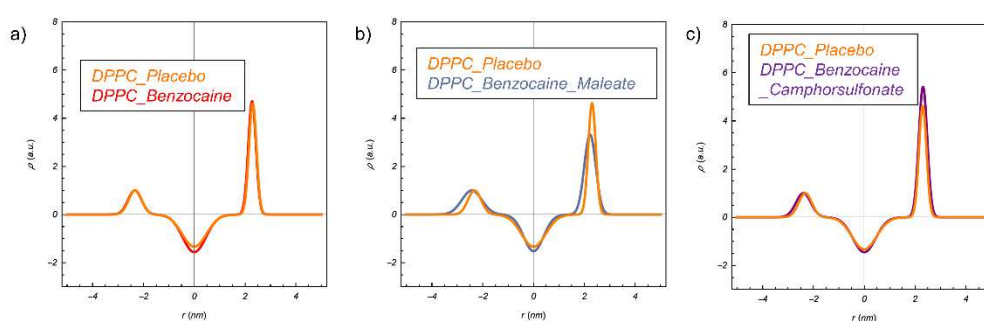 a)
ρ (a.u.)
8
6
4
2
0
−2
DPPC_Placebo
DPPC_Benzocaine
−4
−2
0
2
4
r (nm)
b)
ρ (a.u.)
8
6
4
2
0
−2
DPPC_Placebo
DPPC_Benzocaine_Maleate
−4
−2
0
2
4
r (nm)
c)
ρ (a.u.)
8
6
4
2
0
−2
DPPC_Placebo
DPPC_Benzocaine
_Camphorsulfonate
−4
−2
0
2
4
r (nm)